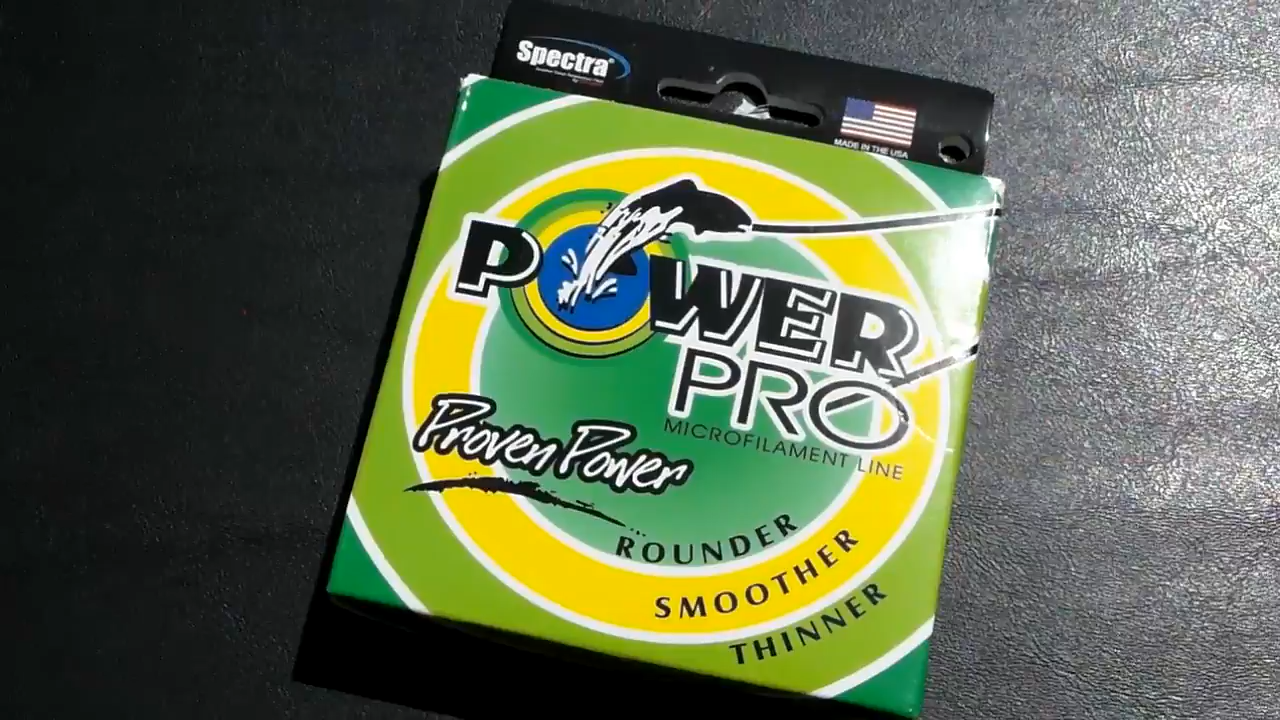 Spectra®
MADE IN THE USA
POWER
PRO
MICROFILAMENT LINE
Proven Power
ROUNDER
SMOOTHER
THINNER